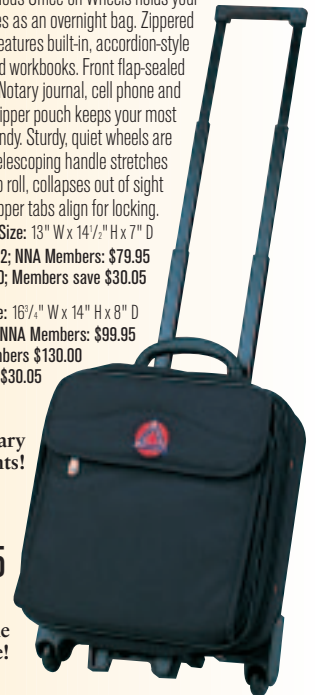 ious Office on Wheels holds your
es as an overnight bag. Zippered
eatures built-in, accordion-style
d workbooks. Front flap-sealed
Notary journal, cell phone and
ipper pouch keeps your most
ndy. Sturdy, quiet wheels are
elescoping handle stretches
o roll, collapses out of sight
pper tabs align for locking.
Size: 13" W x 14¹/₂" H x 7" D
2; NNA Members: $79.95
0; Members save $30.05
e: 16³/₄" W x 14" H x 8" D
NNA Members: $99.95
mbers $130.00
$30.05
ary
nts!
5
e
e!